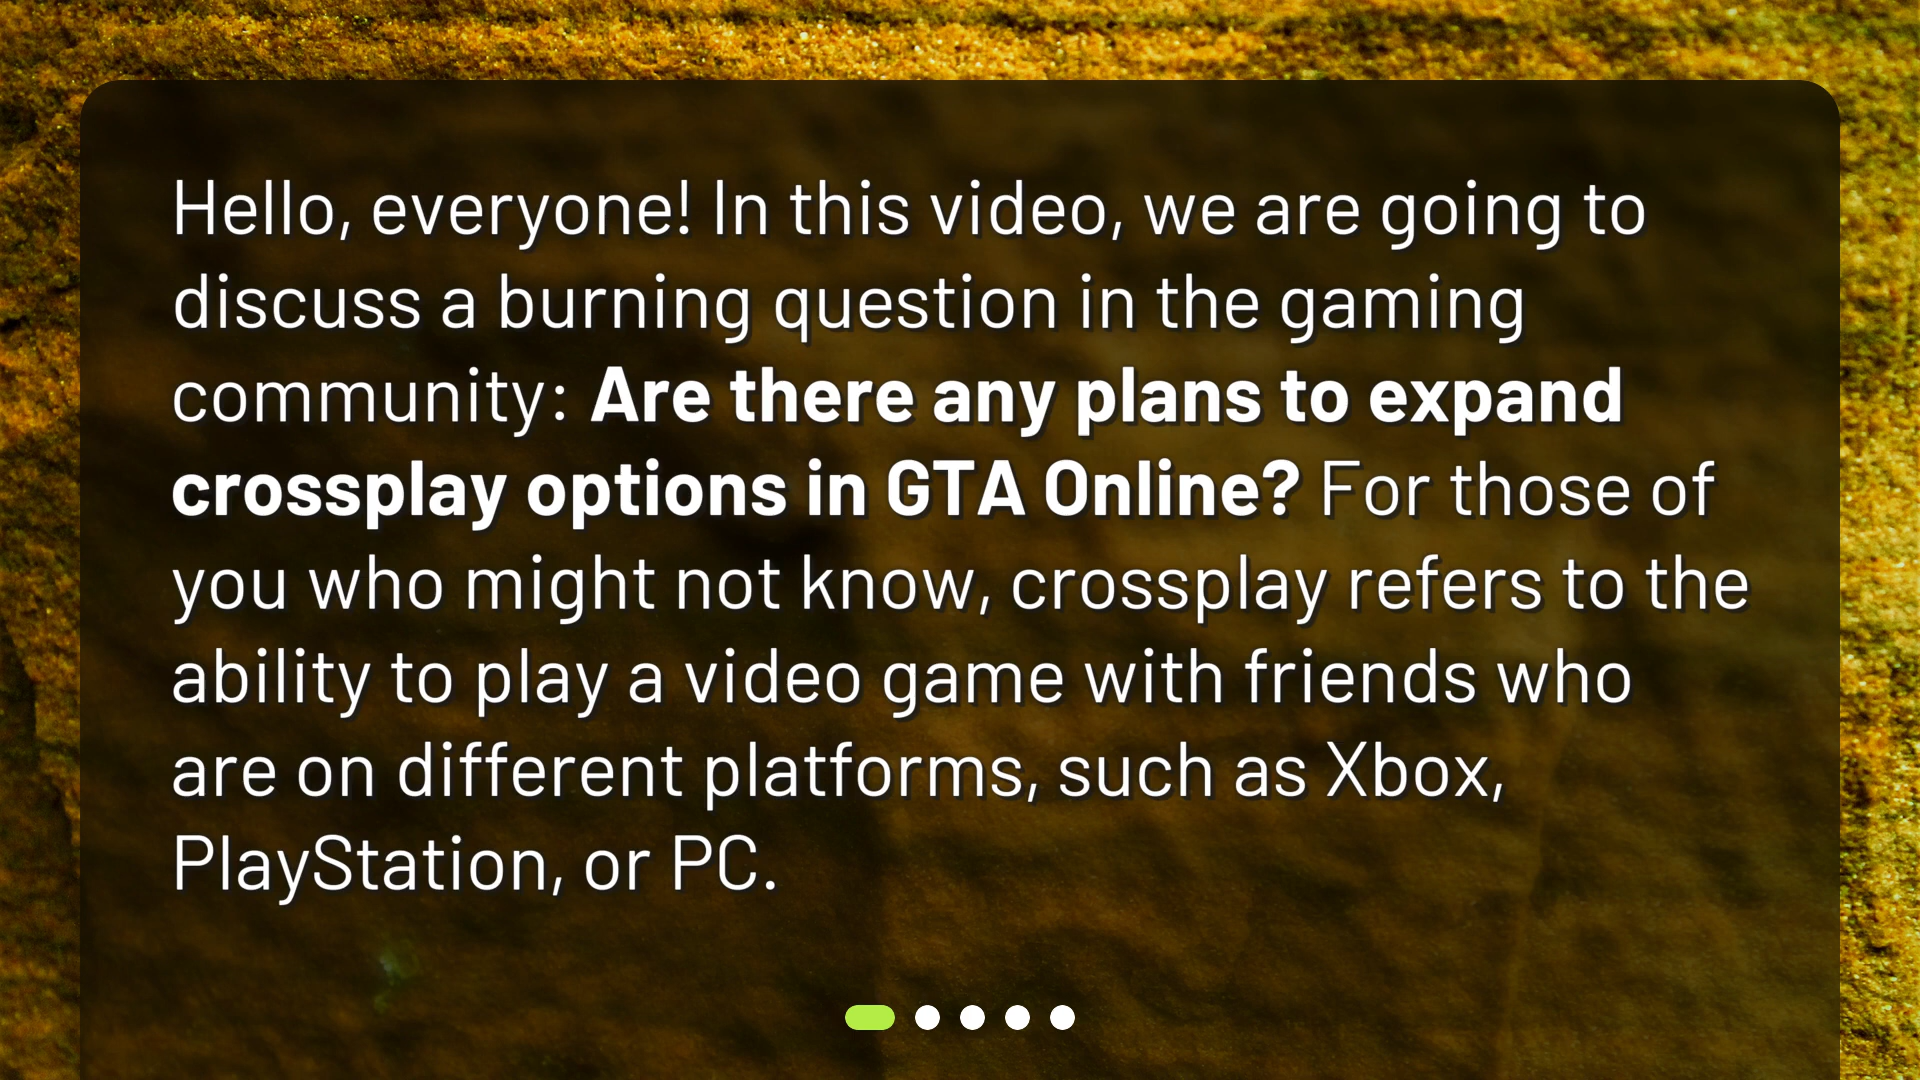 Hello, everyone! In this video, we are going to
discuss a burning question in the gaming
community: Are there any plans to expand
crossplay options in GTA Online? For those of
you who might not know, crossplay refers to the
ability to play a video game with friends who
are on different platforms, such as Xbox,
PlayStation, or PC.